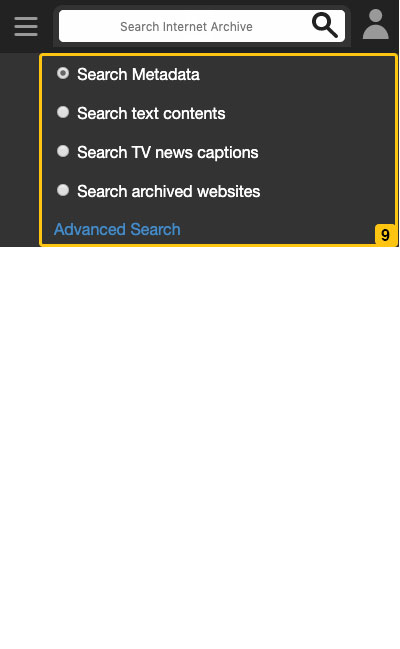 Search Internet Archive
Search Metadata
Search text contents
Search TV news captions
Search archived websites
Advanced Search
9